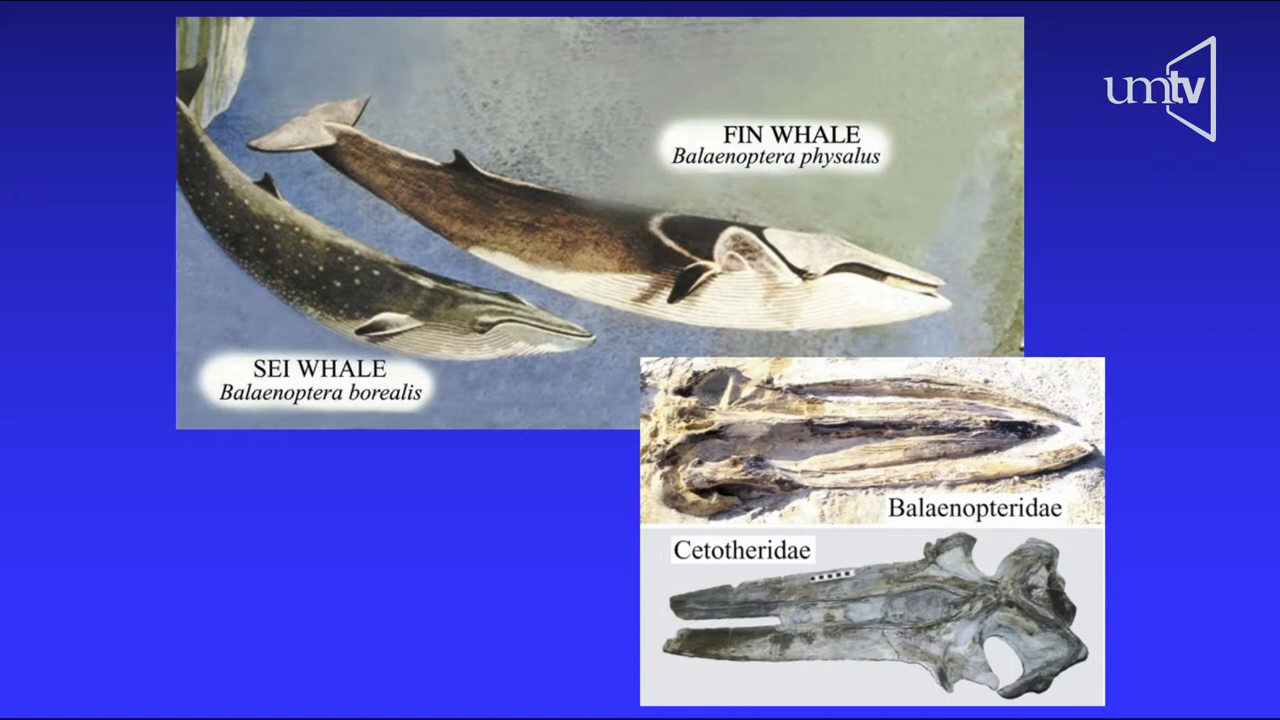 umtv
FIN WHALE
Balaenoptera physalus
SEI WHALE
Balaenoptera borealis
Balaenopteridae
Cetotheridae